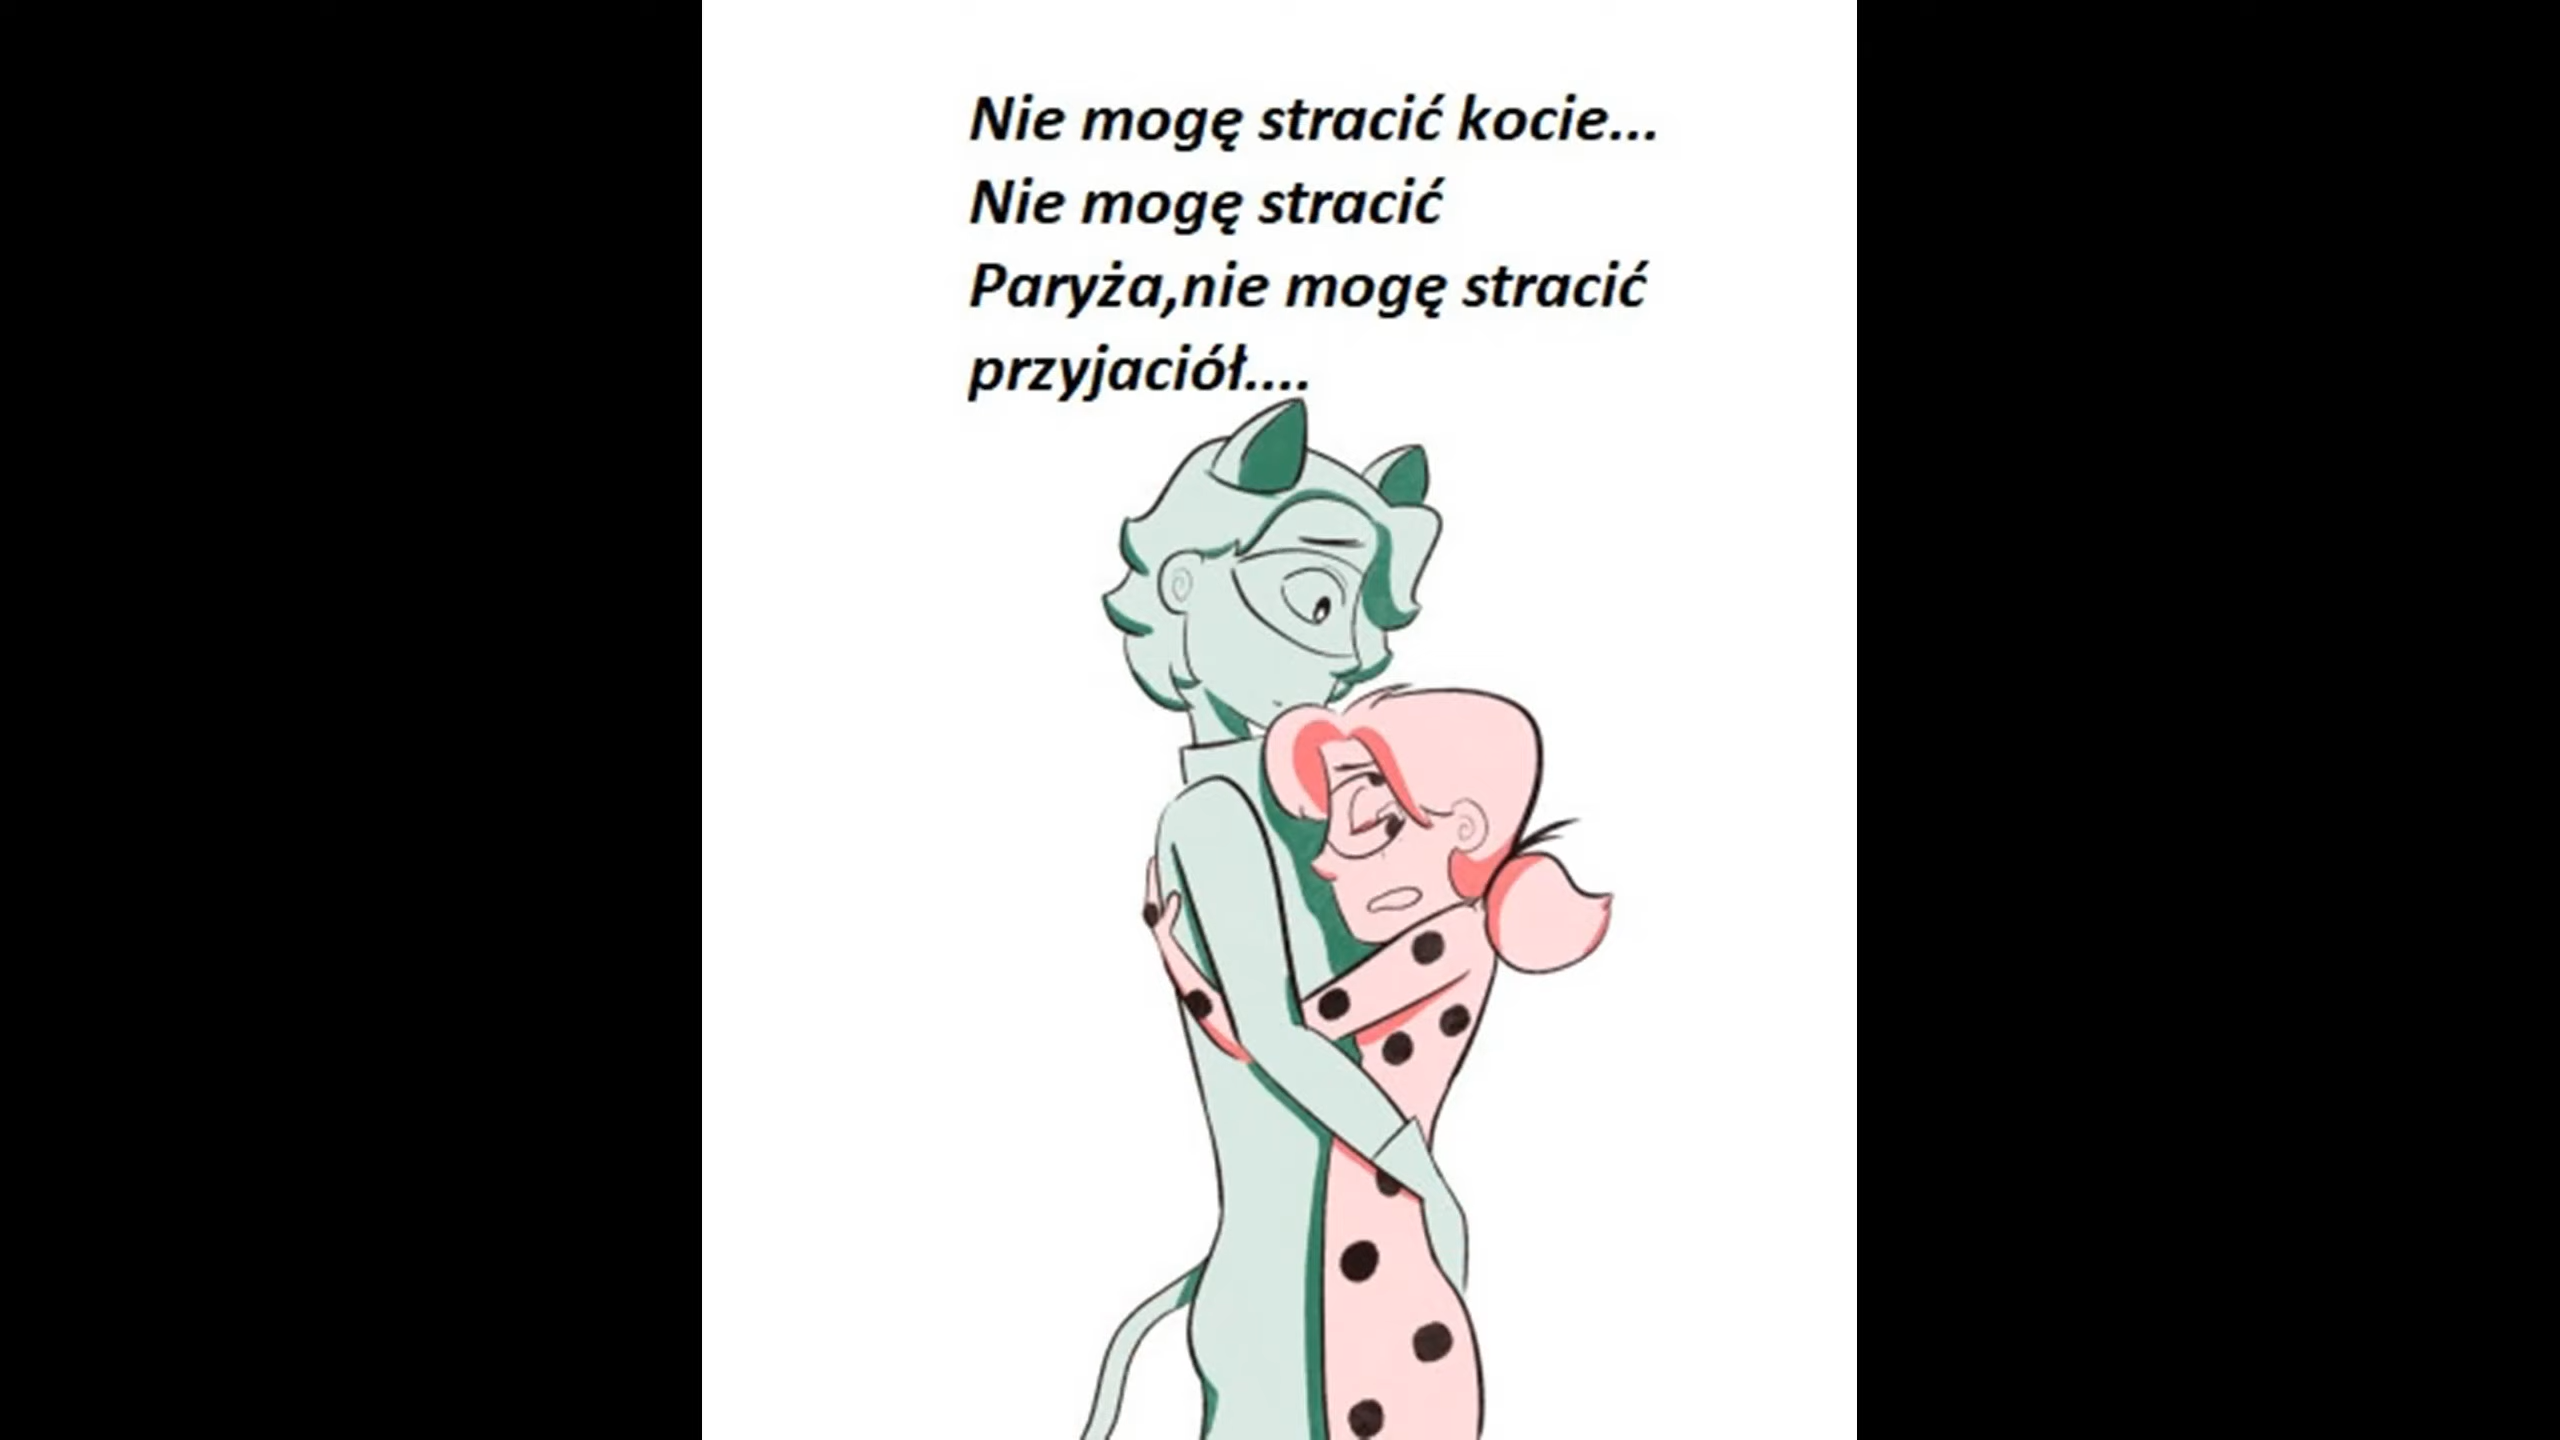 Nie mogę stracić kocie...
Nie mogę stracić
Paryża,nie mogę stracić
przyjaciół....